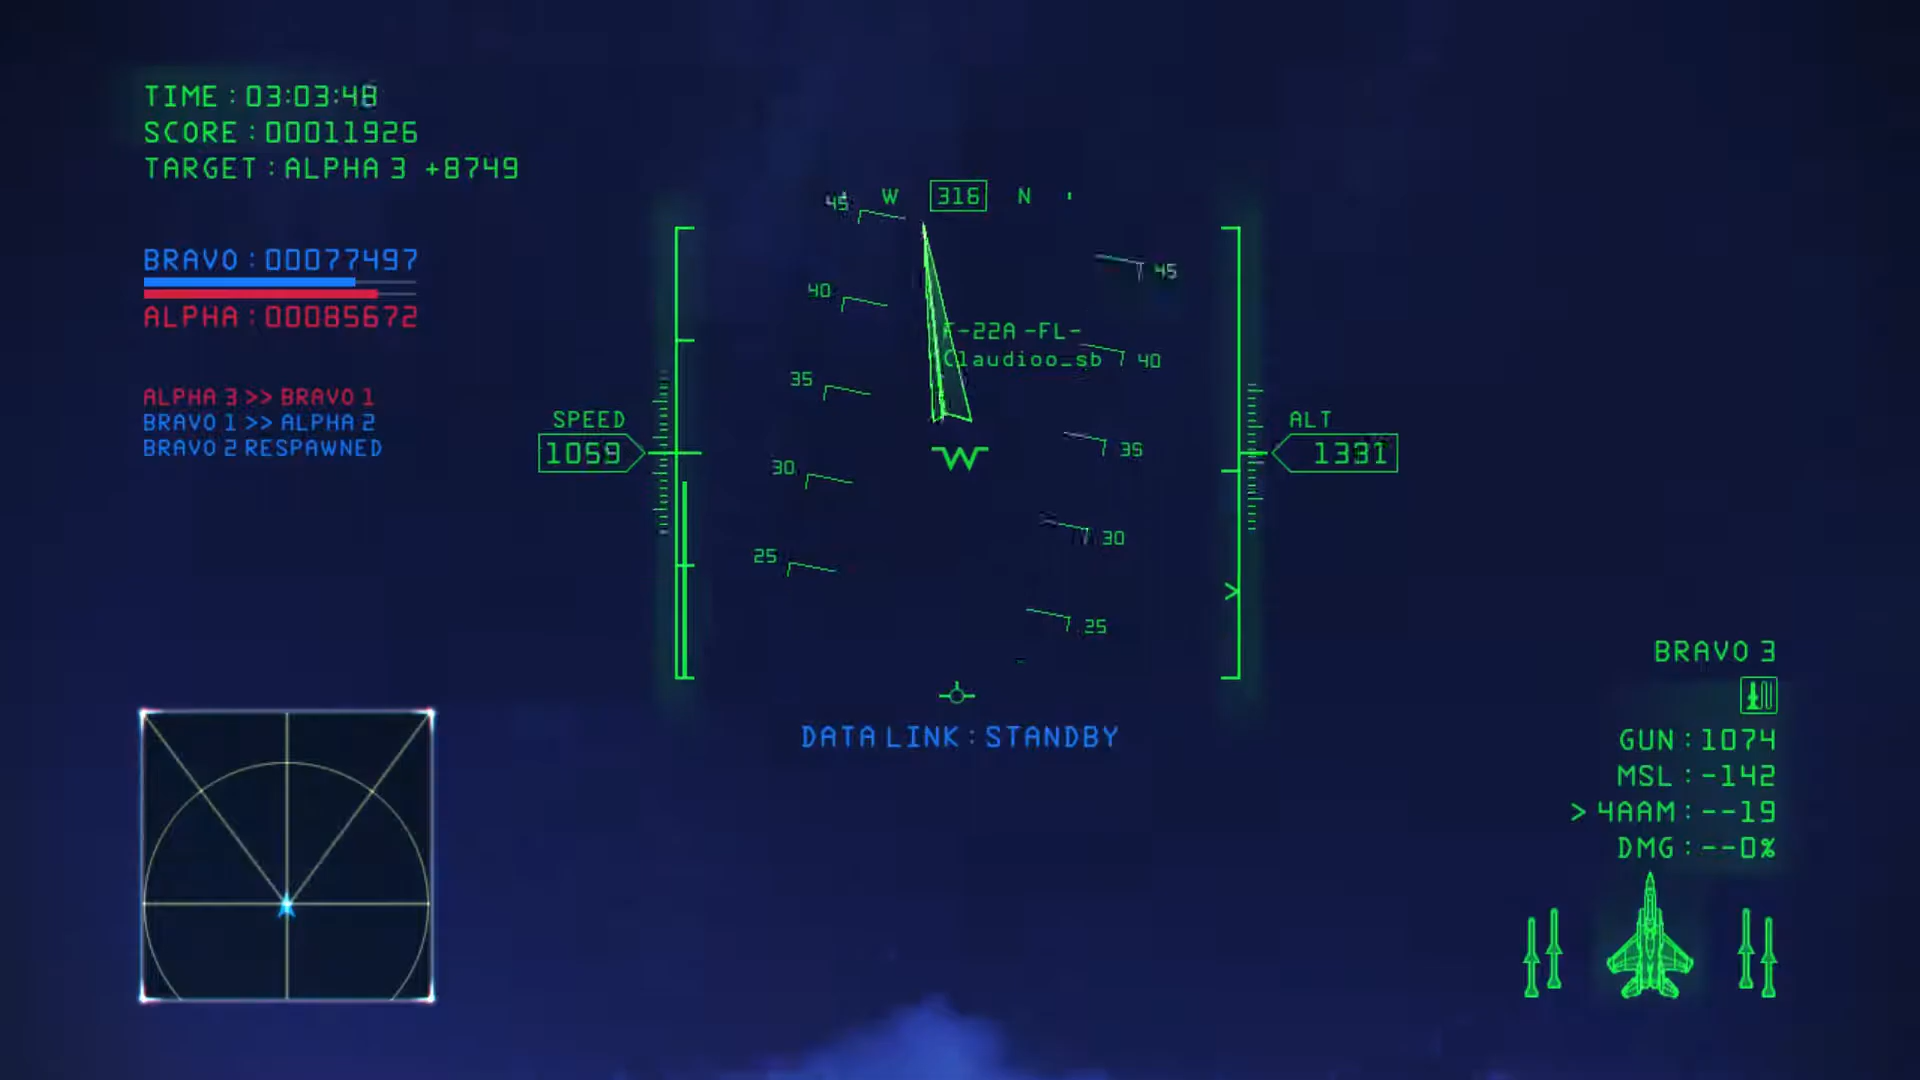 TIME : 03:03:48
SCORE : 00011926
TARGET : ALPHA 3 +8749
BRAVO : 00077497
ALPHA : 00085672
ALPHA 3 >> BRAVO 1
BRAVO 1 >> ALPHA 2
BRAVO 2 RESPAWNED
W 316 N
45
45
40
F-22A -FL-
Claudioo_sb
40
35
35
30
30
25
25
SPEED
1059
ALT
1331
>
DATA LINK : STANDBY
BRAVO 3
GUN : 1074
MSL : -142
> 4AAM : --19
DMG : --0%